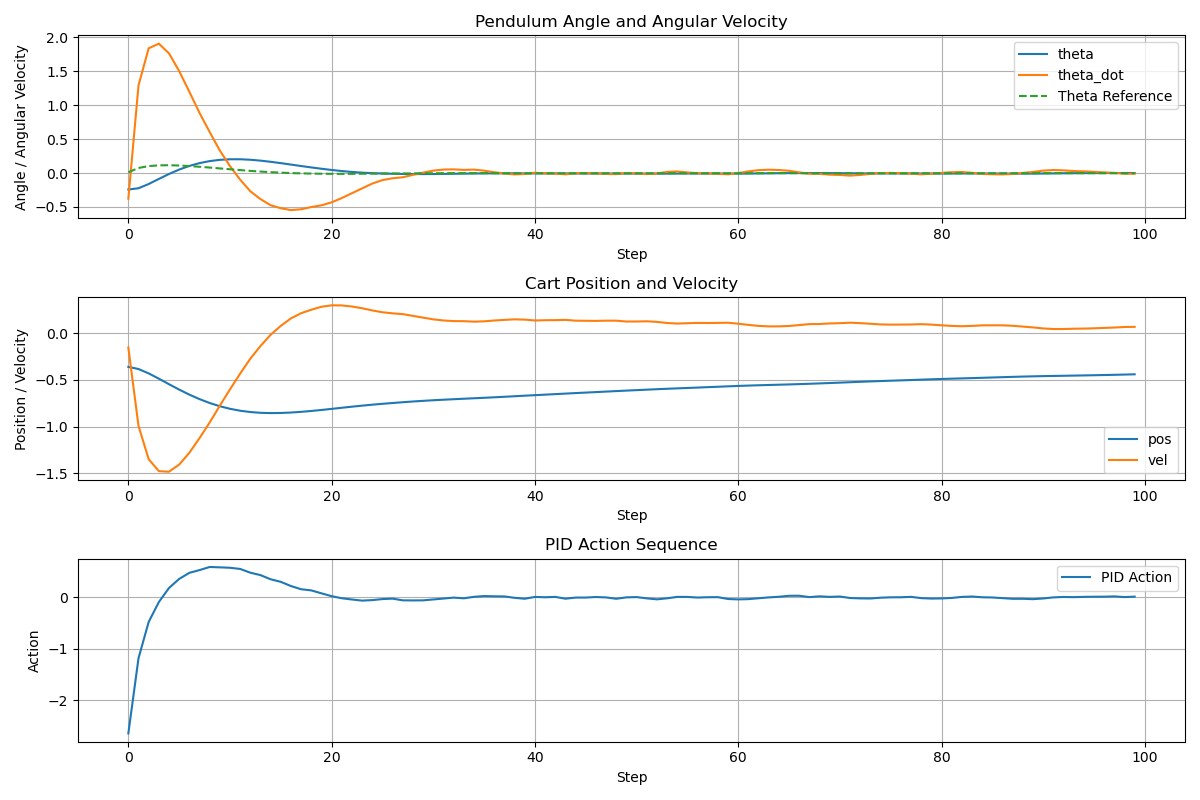 Pendulum Angle and Angular Velocity
Angle / Angular Velocity
2.0
1.5
1.0
0.5
0.0
−0.5
theta
theta_dot
Theta Reference
0 20 40 60 80 100
Step
Cart Position and Velocity
Position / Velocity
0.0
−0.5
−1.0
−1.5
pos
vel
0 20 40 60 80 100
Step
PID Action Sequence
Action
0
−1
−2
PID Action
0 20 40 60 80 100
Step